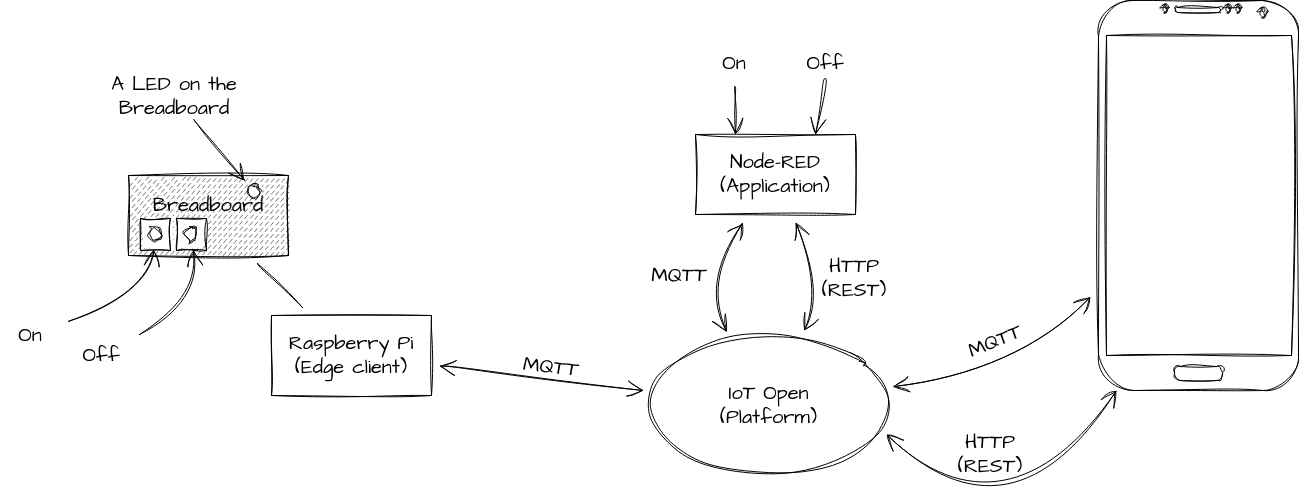 A LED on the
Breadboard
Breadboard
On
Off
Raspberry Pi
(Edge client)
MQTT
On
Off
Node-RED
(Application)
MQTT
HTTP
(REST)
IoT Open
(Platform)
MQTT
HTTP
(REST)